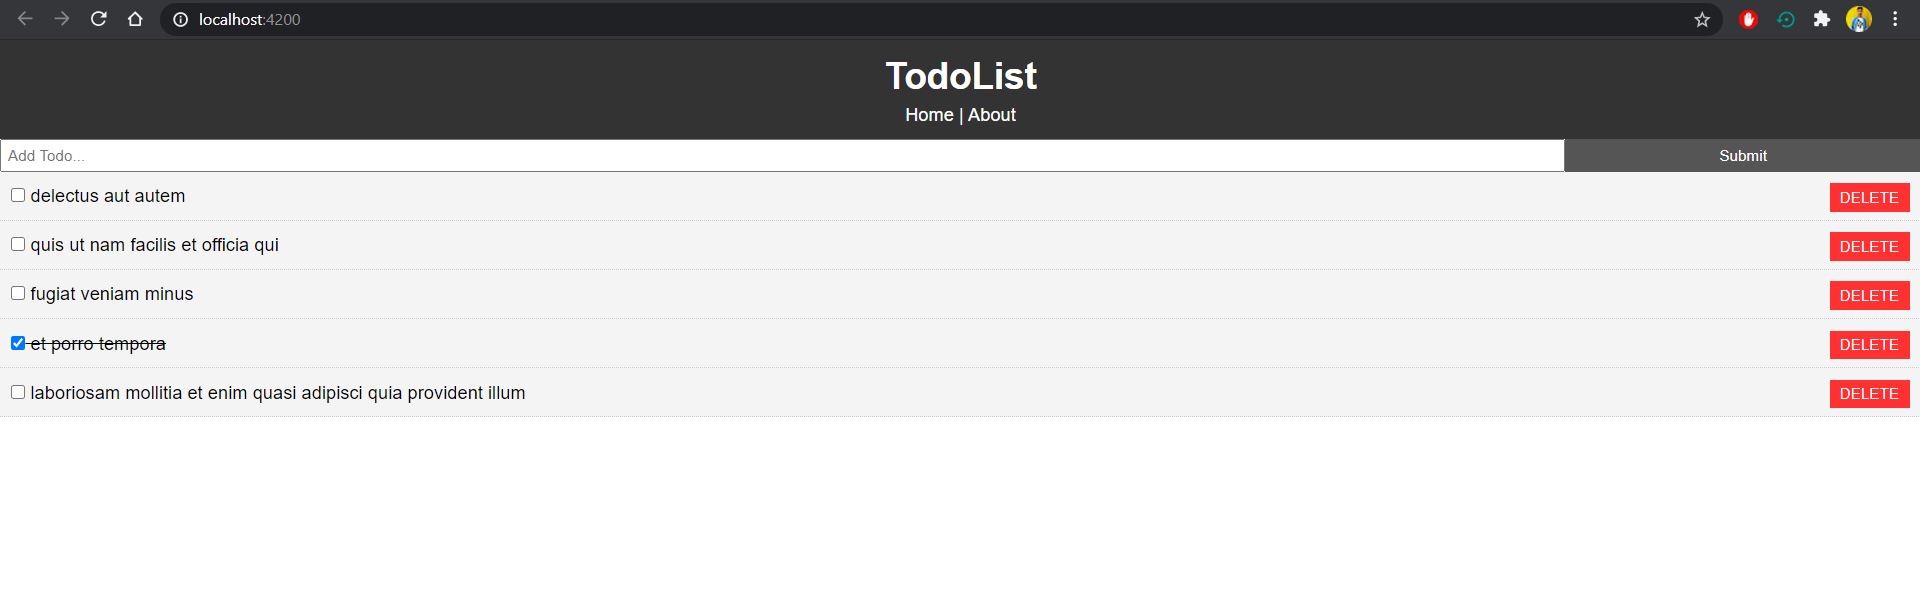 localhost:4200
TodoList
Home | About
Add Todo... Submit
delectus aut autem DELETE
quis ut nam facilis et officia qui DELETE
fugiat veniam minus DELETE
et porro tempora DELETE
laboriosam mollitia et enim quasi adipisci quia provident illum DELETE